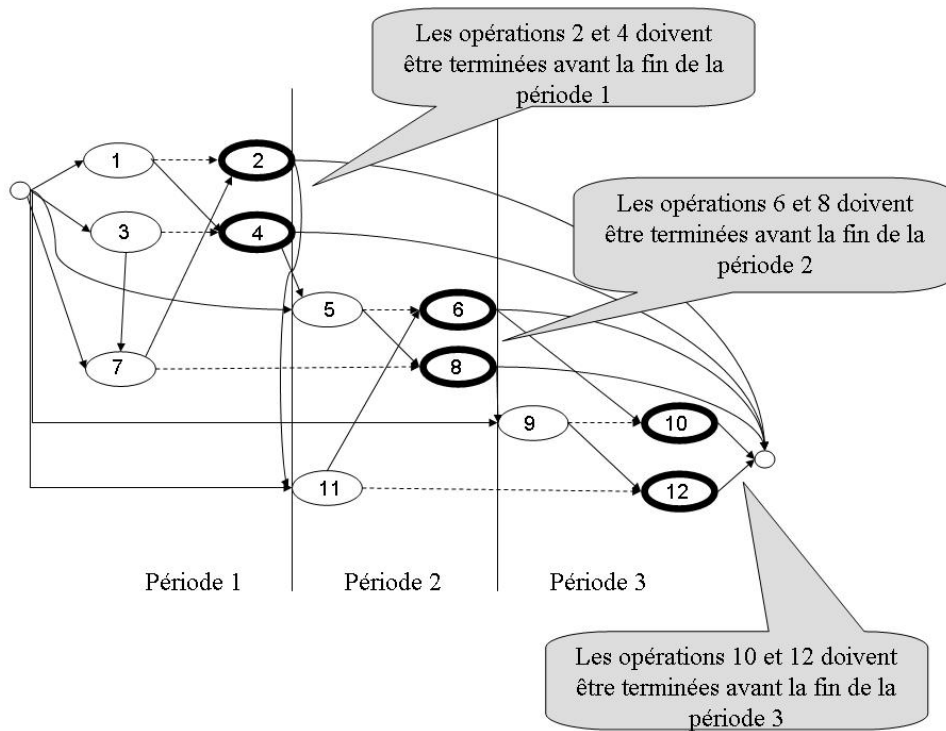 Les opérations 2 et 4 doivent
être terminées avant la fin de la
période 1
1
2
3
4
Les opérations 6 et 8 doivent
être terminées avant la fin de la
période 2
5
6
7
8
9
10
11
12
Période 1
Période 2
Période 3
Les opérations 10 et 12 doivent
être terminées avant la fin de la
période 3